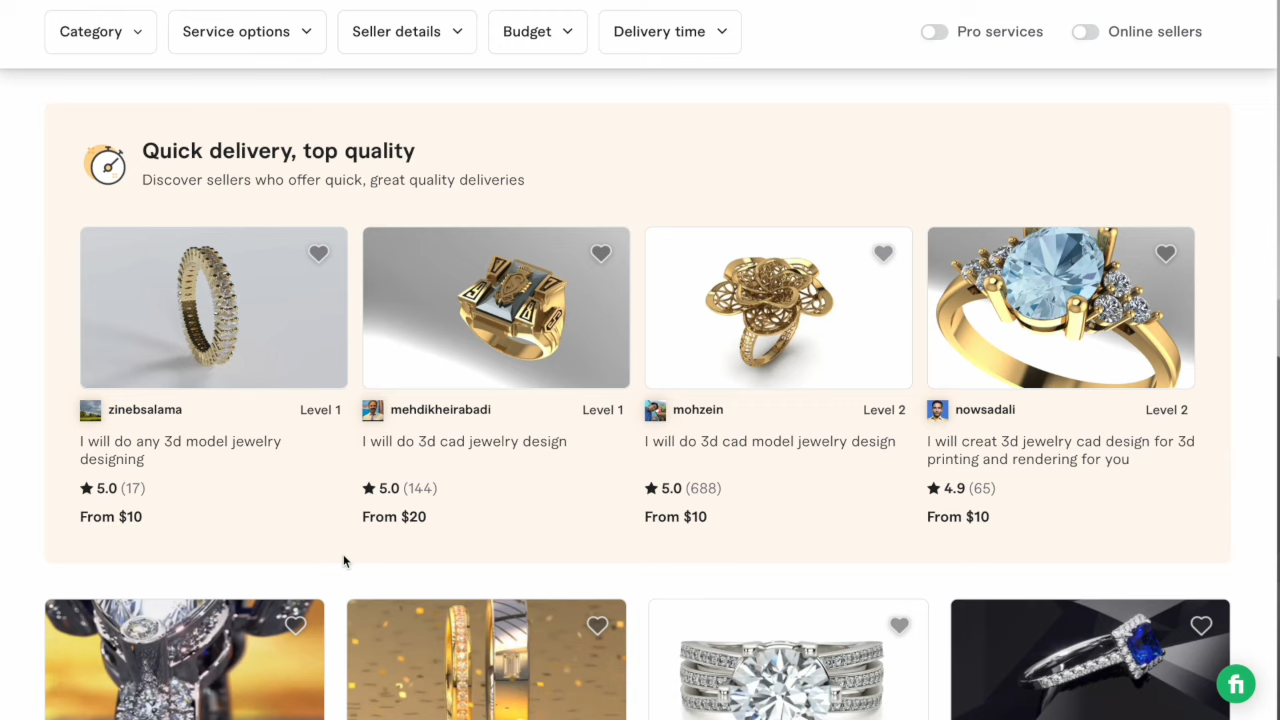 Category
Service options
Seller details
Budget
Delivery time
Pro services
Online sellers
Quick delivery, top quality
Discover sellers who offer quick, great quality deliveries
zinebsalama
Level 1
I will do any 3d model jewelry
designing
5.0 (17)
From $10
mehdikheirabadi
Level 1
I will do 3d cad jewelry design
5.0 (144)
From $20
mohzein
Level 2
I will do 3d cad model jewelry design
5.0 (688)
From $10
nowsadali
Level 2
I will creat 3d jewelry cad design for 3d
printing and rendering for you
4.9 (65)
From $10
fi